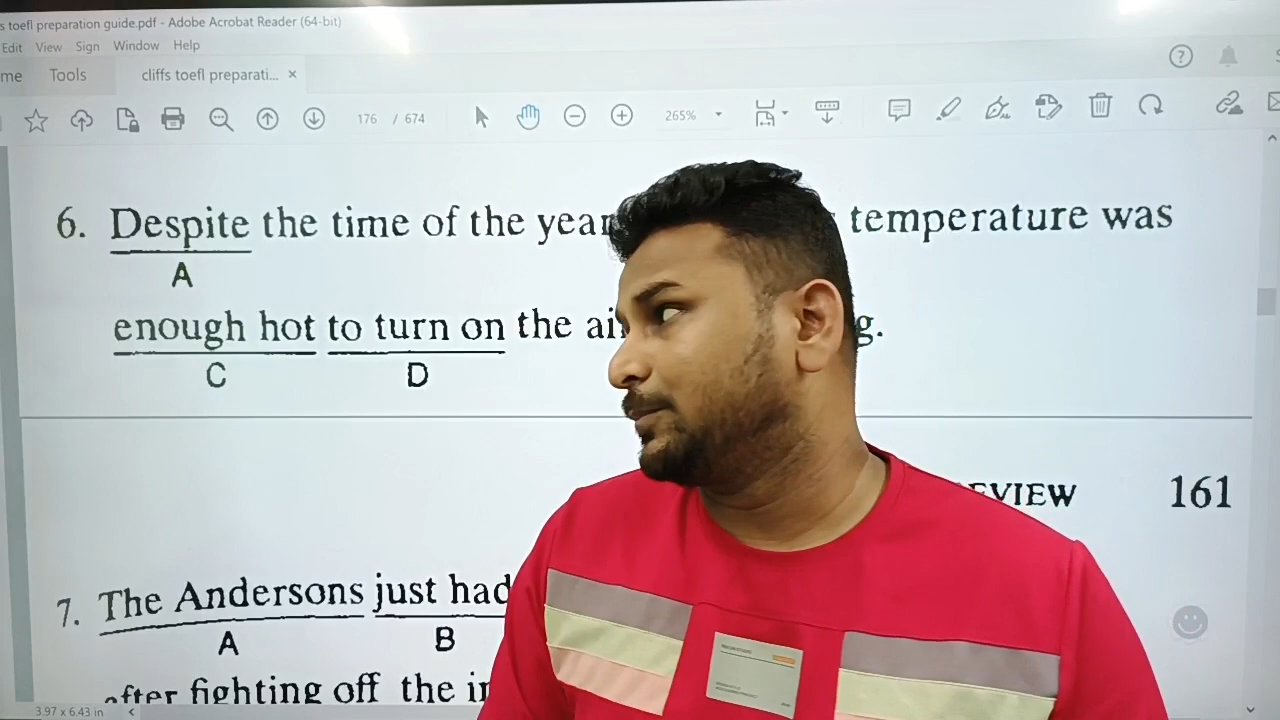 s toefl preparation guide.pdf - Adobe Acrobat Reader (64-bit)
Edit View Sign Window Help
me Tools cliffs toefl preparati... ×
176 / 674 265%
6. Despite the time of the year temperature was
A
enough hot to turn on the ai g.
C D
EVIEW 161
7. The Andersons just had
A B
after fighting off the in
3.97 x 6.43 in